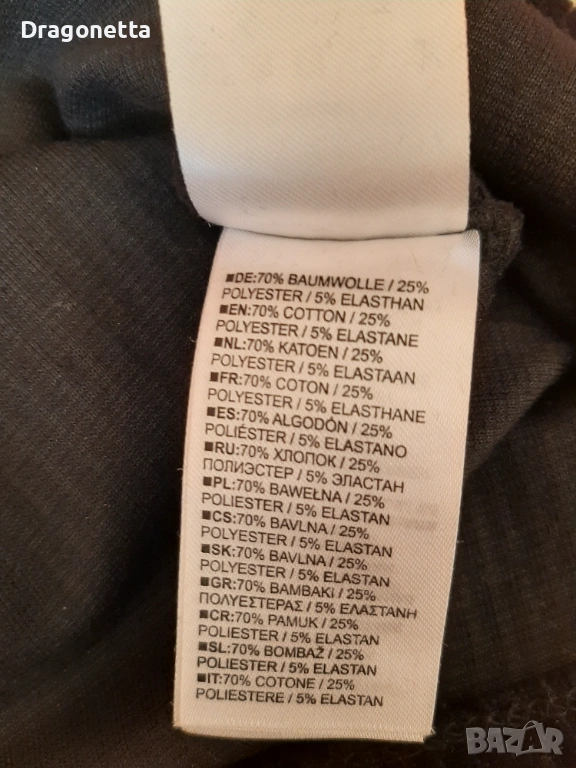 Dragonetta
■DE:70% BAUMWOLLE / 25%
POLYESTER / 5% ELASTHAN
■EN:70% COTTON / 25%
POLYESTER / 5% ELASTANE
■NL:70% KATOEN / 25%
POLYESTER / 5% ELASTAAN
■FR:70% COTON / 25%
POLYESTER / 5% ELASTHANE
■ES:70% ALGODÓN / 25%
POLIÉSTER / 5% ELASTANO
■RU:70% ХЛОПОК / 25%
ПОЛИЭСТЕР / 5% ЭЛАСТАН
■PL:70% BAWEŁNA / 25%
POLIESTER / 5% ELASTAN
■CS:70% BAVLNA / 25%
POLYESTER / 5% ELASTAN
■SK:70% BAVLNA / 25%
POLYESTER / 5% ELASTAN
■GR:70% ΒΑΜΒΑΚΙ / 25%
ΠΟΛΥΕΣΤΕΡΑΣ / 5% ΕΛΑΣΤΑΝΗ
■CR:70% PAMUK / 25%
POLIESTER / 5% ELASTAN
■SL:70% BOMBAŽ / 25%
POLIESTER / 5% ELASTAN
■IT:70% COTONE / 25%
POLIESTERE / 5% ELASTAN
BAZAR